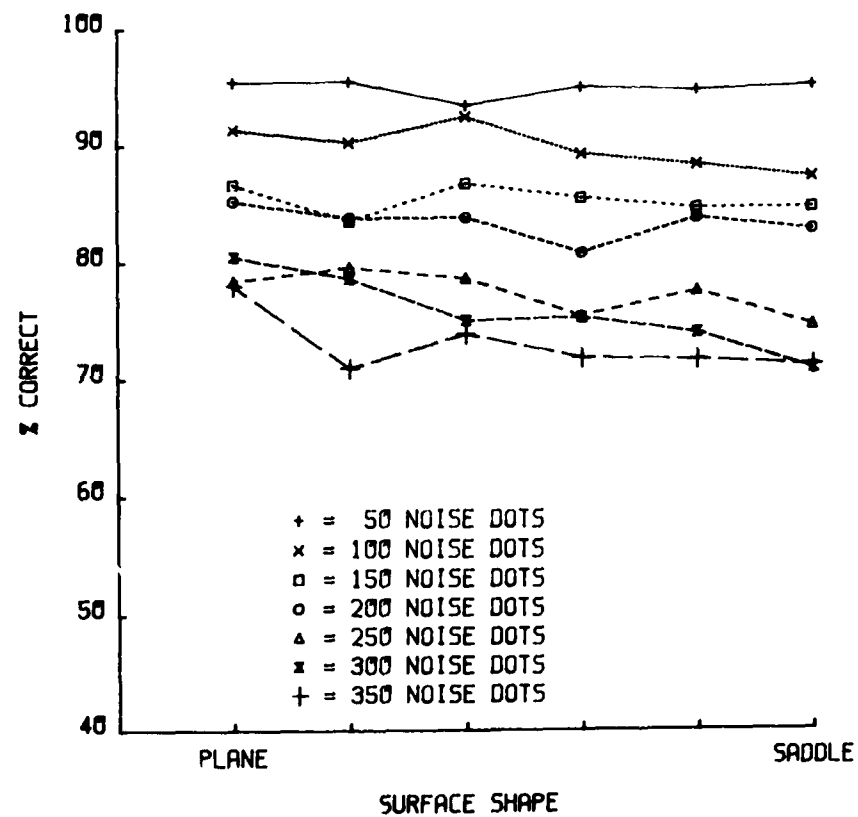 100
90
80
70
60
50
40
% CORRECT
+ = 50 NOISE DOTS
× = 100 NOISE DOTS
□ = 150 NOISE DOTS
○ = 200 NOISE DOTS
△ = 250 NOISE DOTS
⧗ = 300 NOISE DOTS
+ = 350 NOISE DOTS
PLANE
SADDLE
SURFACE SHAPE